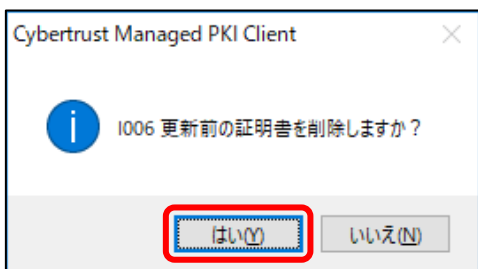 Cybertrust Managed PKI Client
I006 更新前の証明書を削除しますか？
はい(Y) いいえ(N)